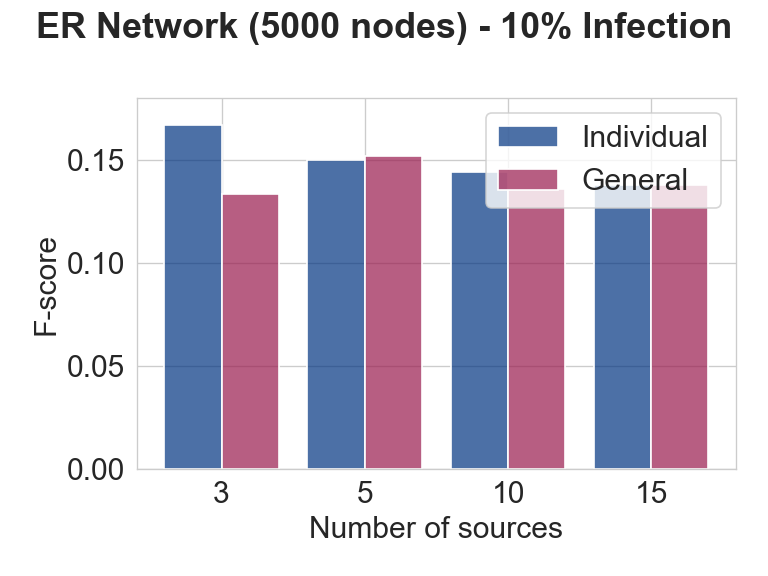 ER Network (5000 nodes) - 10% Infection
Individual
General
0.15
0.10
0.05
0.00
F-score
3 5 10 15
Number of sources